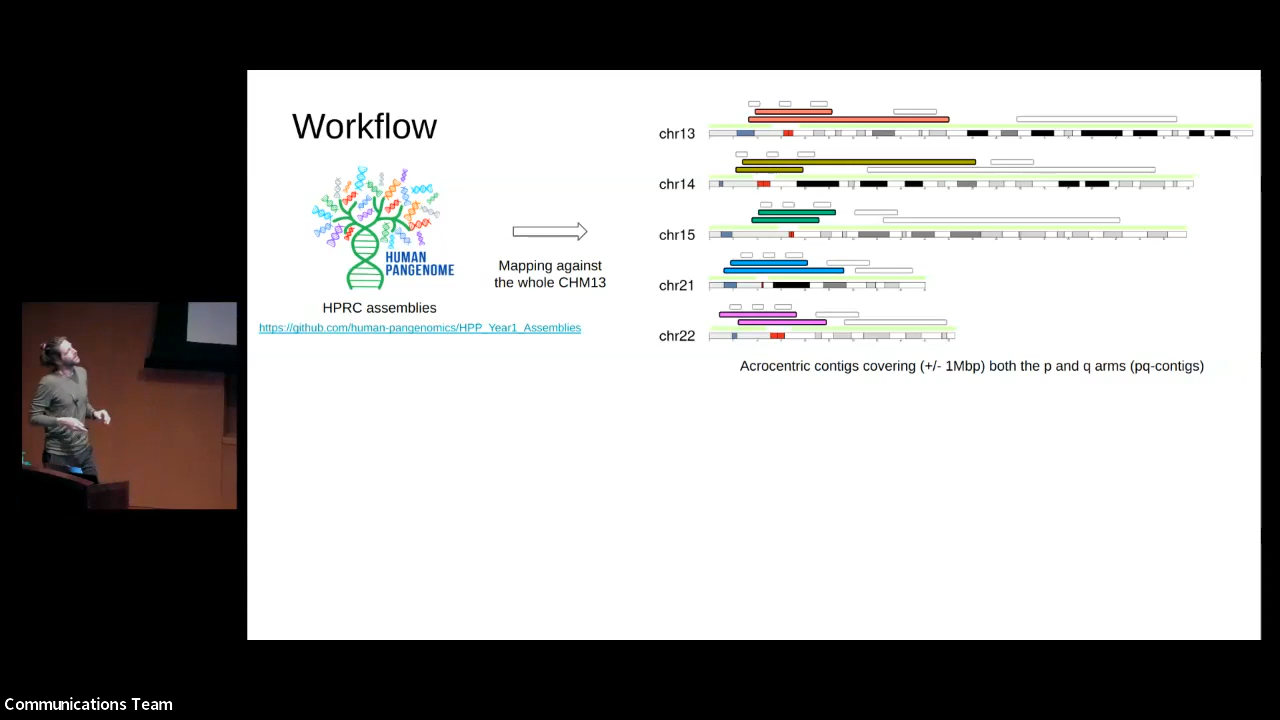 Workflow
HUMAN
PANGENOME
HPRC assemblies
https://github.com/human-pangenomics/HPP_Year1_Assemblies
Mapping against
the whole CHM13
chr13
chr14
chr15
chr21
chr22
Acrocentric contigs covering (+/- 1Mbp) both the p and q arms (pq-contigs)
Communications Team